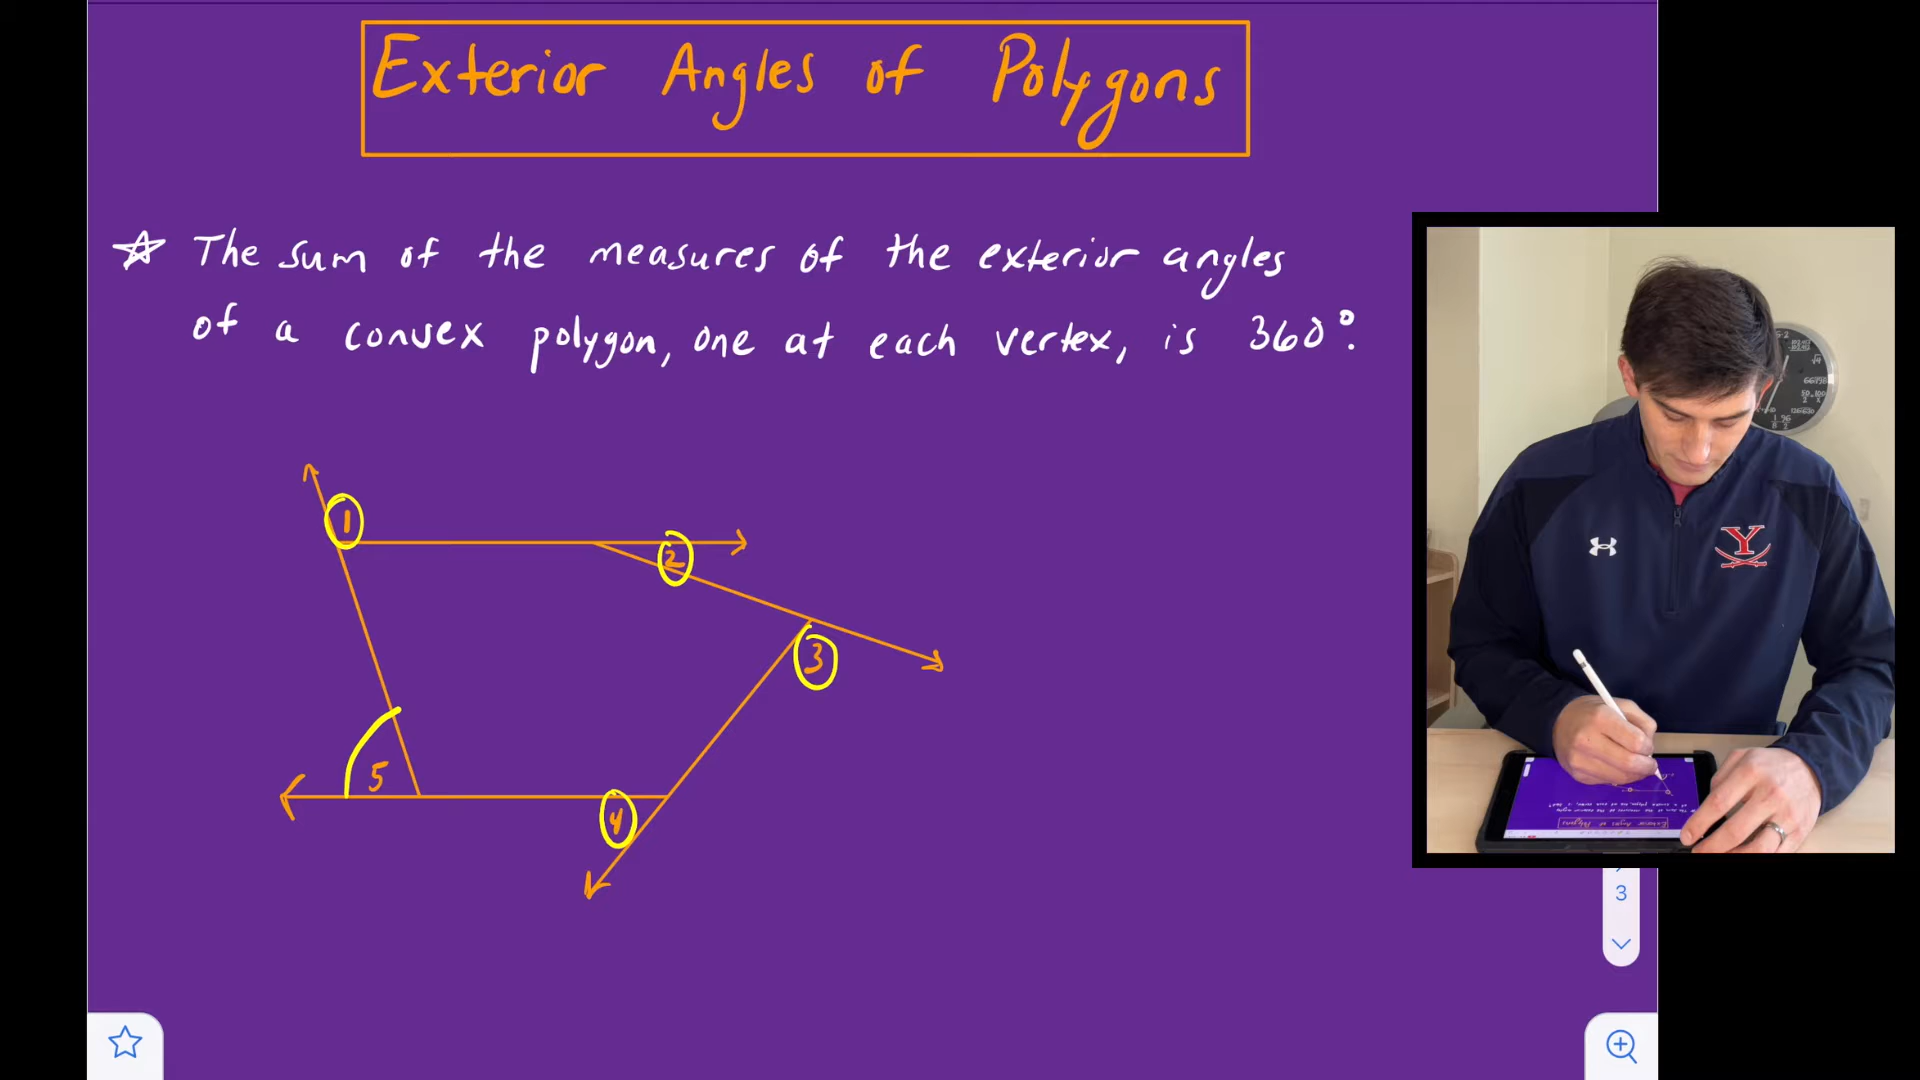 Exterior Angles of Polygons
The sum of the measures of the exterior angles
of a convex polygon, one at each vertex, is 360°.
1
2
3
5
4
Y
3